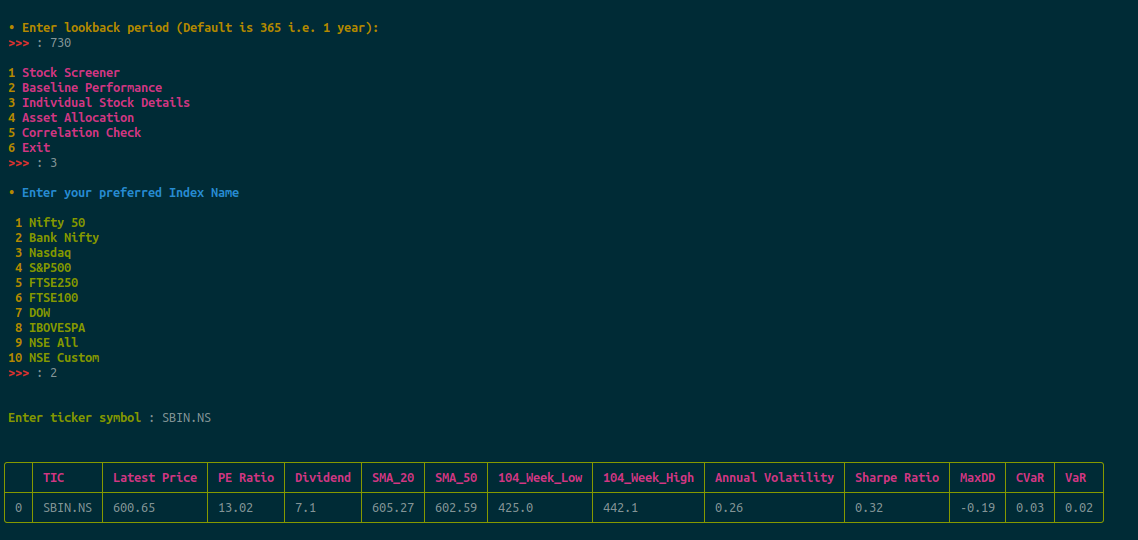 • Enter lookback period (Default is 365 i.e. 1 year):
>>> : 730
1 Stock Screener
2 Baseline Performance
3 Individual Stock Details
4 Asset Allocation
5 Correlation Check
6 Exit
>>> : 3
• Enter your preferred Index Name
1 Nifty 50
2 Bank Nifty
3 Nasdaq
4 S&P500
5 FTSE250
6 FTSE100
7 DOW
8 IBOVESPA
9 NSE All
10 NSE Custom
>>> : 2
Enter ticker symbol : SBIN.NS
TIC Latest Price PE Ratio Dividend SMA_20 SMA_50 104_Week_Low 104_Week_High Annual Volatility Sharpe Ratio MaxDD CVaR VaR
0 SBIN.NS 600.65 13.02 7.1 605.27 602.59 425.0 442.1 0.26 0.32 -0.19 0.03 0.02